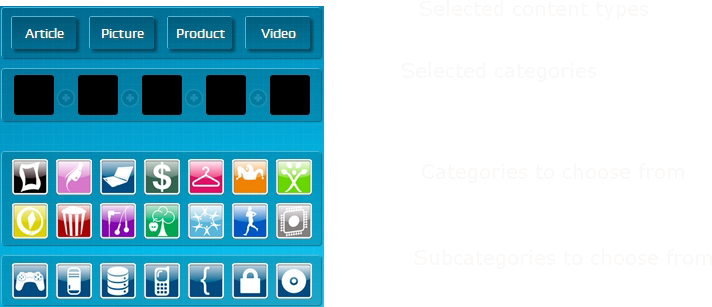 Article Picture Product Video
Selected content types
Selected categories
Categories to choose from
Subcategories to choose from